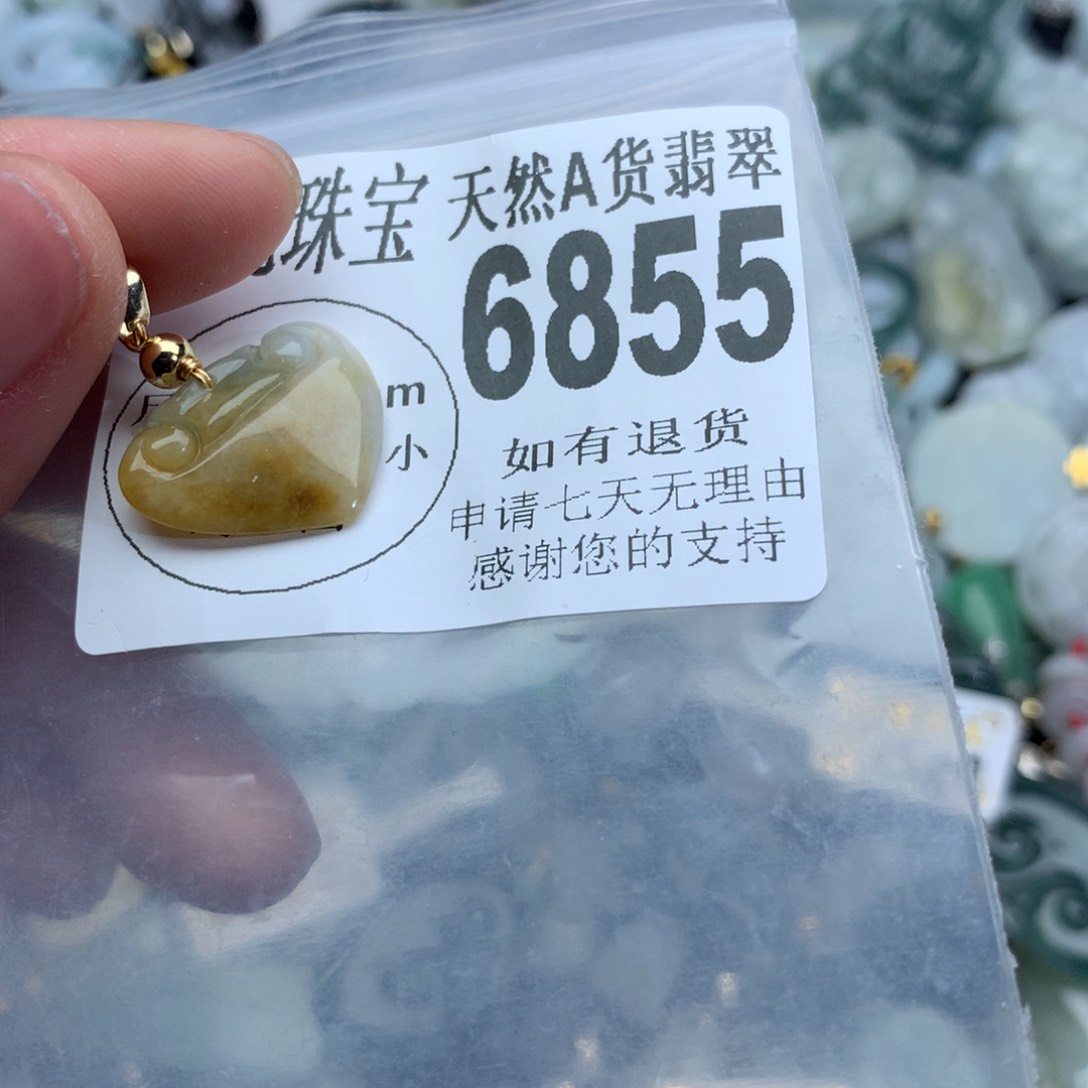 珠宝 天然A货翡翠
6855
m
小
如有退货
申请七天无理由
感谢您的支持